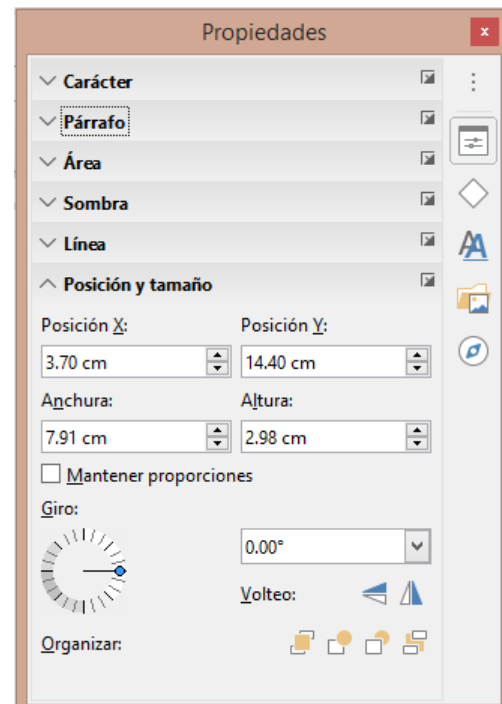 Propiedades
x
Carácter
Párrafo
Área
Sombra
Línea
Posición y tamaño
Posición X: Posición Y:
3.70 cm 14.40 cm
Anchura: Altura:
7.91 cm 2.98 cm
Mantener proporciones
Giro:
0.00°
Volteo:
Organizar: